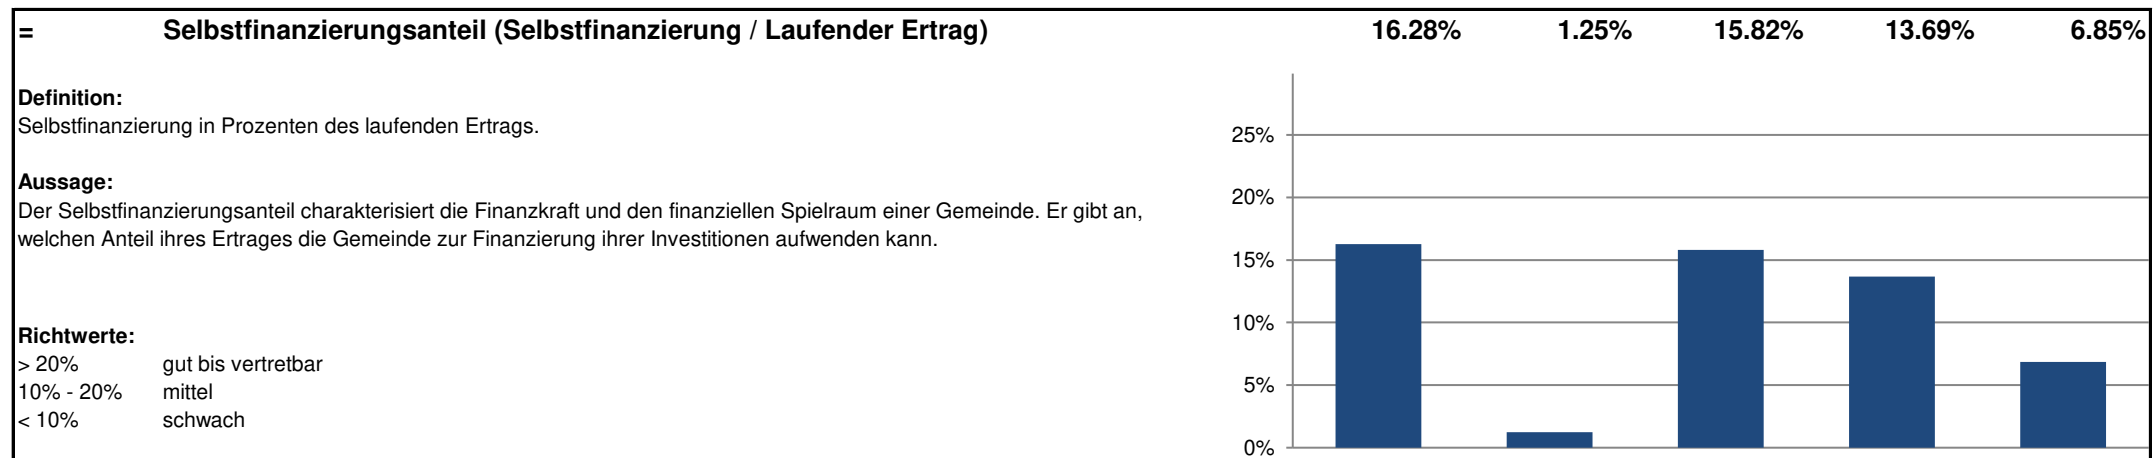 = Selbstfinanzierungsanteil (Selbstfinanzierung / Laufender Ertrag) 16.28% 1.25% 15.82% 13.69% 6.85%
Definition:
Selbstfinanzierung in Prozenten des laufenden Ertrags.
Aussage:
Der Selbstfinanzierungsanteil charakterisiert die Finanzkraft und den finanziellen Spielraum einer Gemeinde. Er gibt an,
welchen Anteil ihres Ertrages die Gemeinde zur Finanzierung ihrer Investitionen aufwenden kann.
Richtwerte:
> 20% gut bis vertretbar
10% - 20% mittel
< 10% schwach
25%
20%
15%
10%
5%
0%